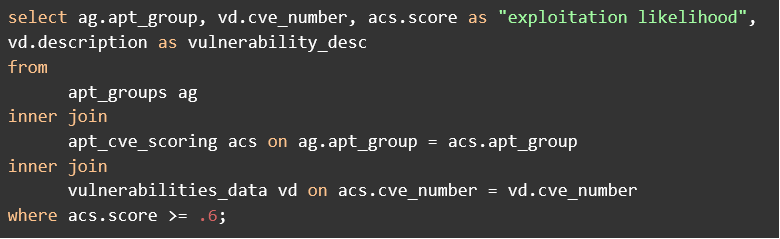 select ag.apt_group, vd.cve_number, acs.score as "exploitation likelihood",
vd.description as vulnerability_desc
from
apt_groups ag
inner join
apt_cve_scoring acs on ag.apt_group = acs.apt_group
inner join
vulnerabilities_data vd on acs.cve_number = vd.cve_number
where acs.score >= .6;